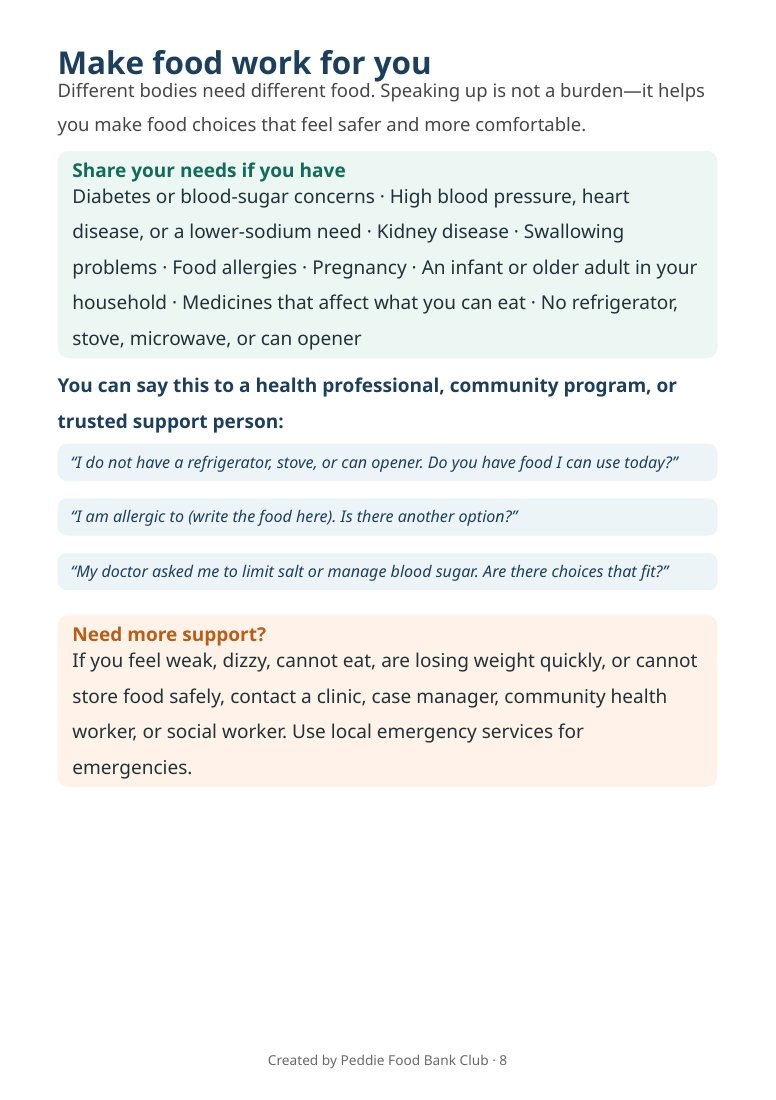 Make food work for you
Different bodies need different food. Speaking up is not a burden—it helps
you make food choices that feel safer and more comfortable.
Share your needs if you have
Diabetes or blood-sugar concerns · High blood pressure, heart
disease, or a lower-sodium need · Kidney disease · Swallowing
problems · Food allergies · Pregnancy · An infant or older adult in your
household · Medicines that affect what you can eat · No refrigerator,
stove, microwave, or can opener
You can say this to a health professional, community program, or
trusted support person:
“I do not have a refrigerator, stove, or can opener. Do you have food I can use today?”
“I am allergic to (write the food here). Is there another option?”
“My doctor asked me to limit salt or manage blood sugar. Are there choices that fit?”
Need more support?
If you feel weak, dizzy, cannot eat, are losing weight quickly, or cannot
store food safely, contact a clinic, case manager, community health
worker, or social worker. Use local emergency services for
emergencies.
Created by Peddie Food Bank Club · 8